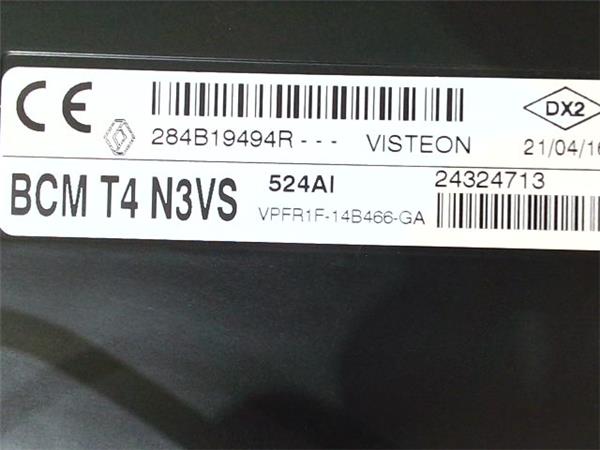 CE
DX2
284B19494R--- VISTEON 21/04/16
BCM T4 N3VS 524AI 24324713
VPFR1F-14B466-GA